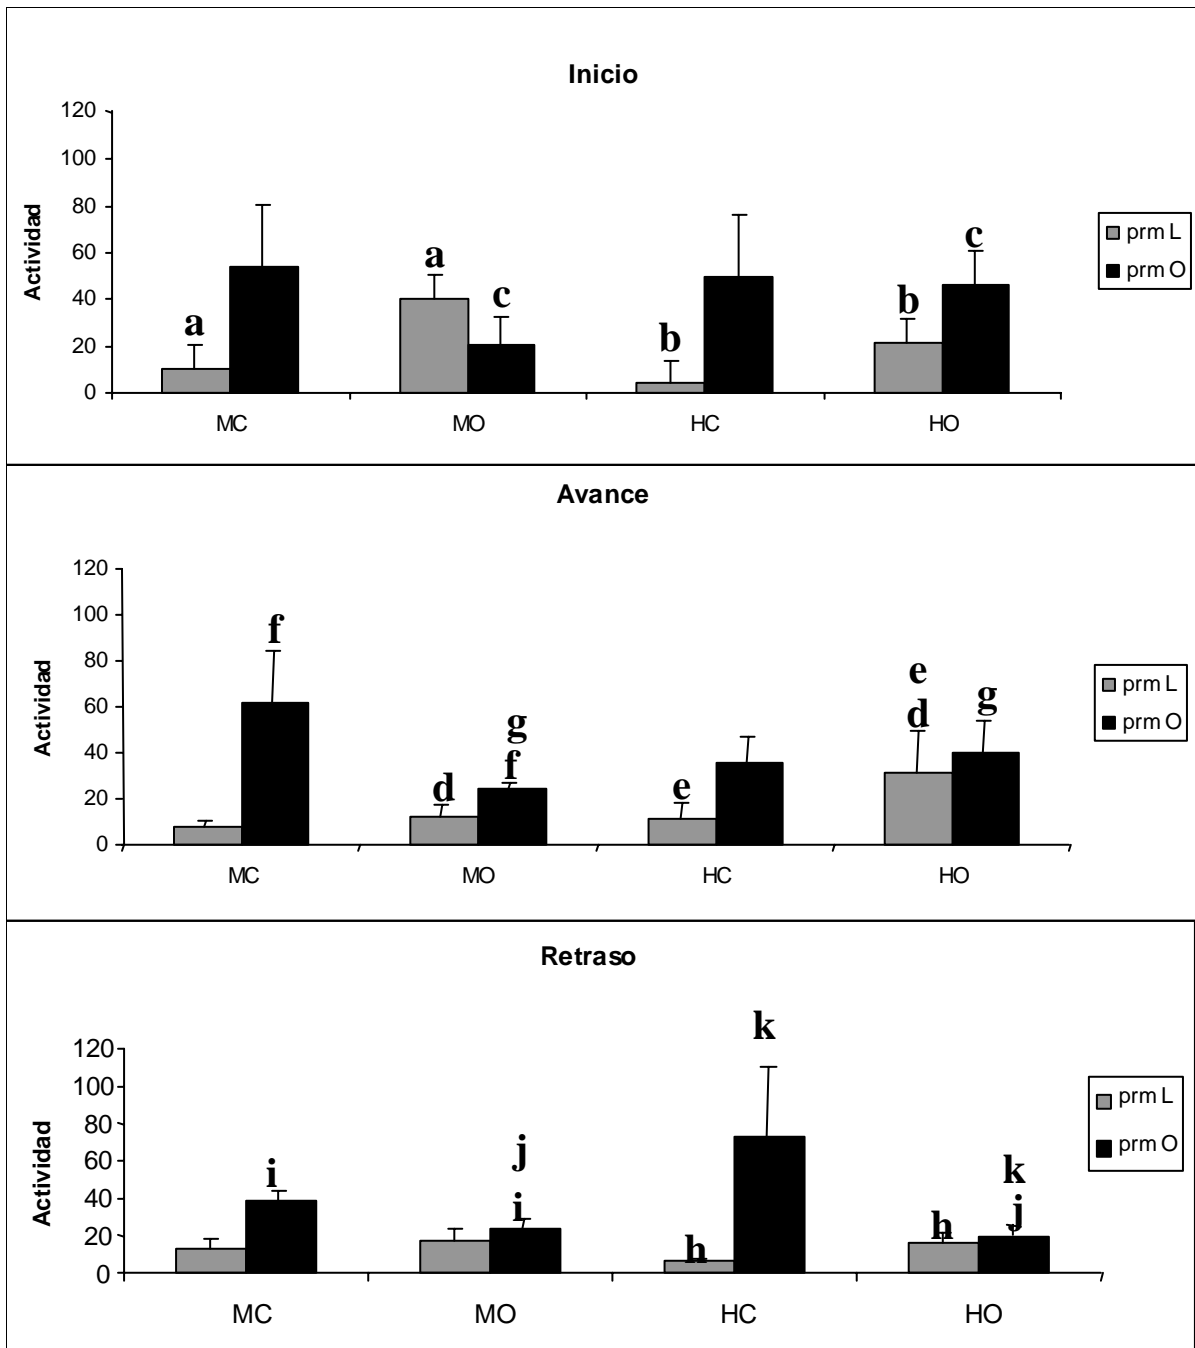 Inicio
120
100
80
60
40
20
0
Actividad
a
a
c
b
b
c
MC
MO
HC
HO
prm L
prm O
Avance
120
100
80
60
40
20
0
Actividad
f
d
g
f
e
e
d
g
MC
MO
HC
HO
prm L
prm O
Retraso
120
100
80
60
40
20
0
Actividad
i
j
i
h
k
h
k
j
MC
MO
HC
HO
prm L
prm O